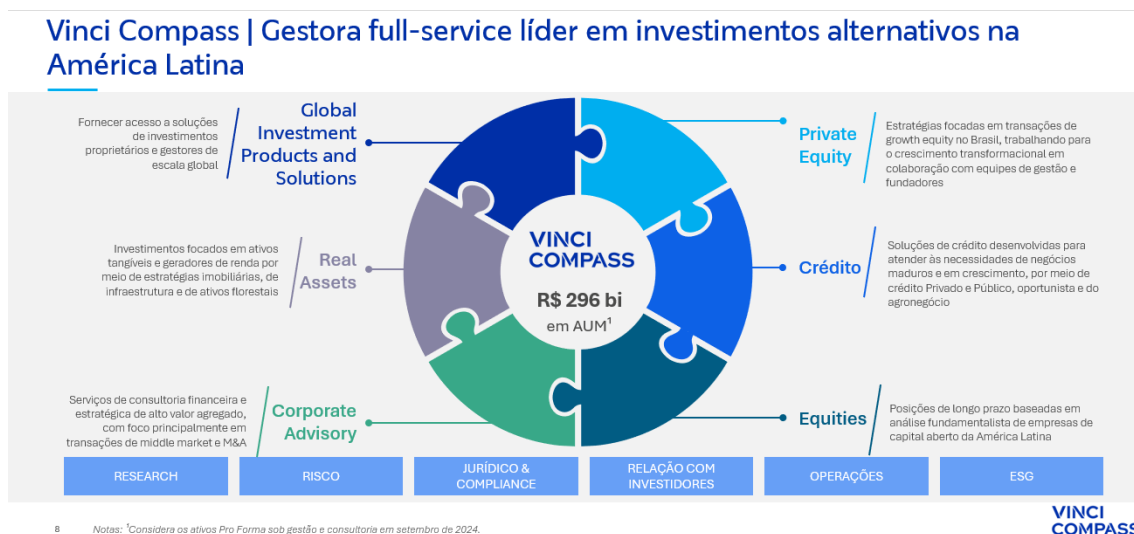 Vinci Compass | Gestora full-service líder em investimentos alternativos na
América Latina
Fornecer acesso a soluções
de investimentos
proprietários e gestores de
escala global
Global
Investment
Products and
Solutions
Private
Equity
Estratégias focadas em transações de
growth equity no Brasil, trabalhando para
o crescimento transformacional em
colaboração com equipes de gestão e
fundadores
Investimentos focados em ativos
tangíveis e geradores de renda por
meio de estratégias imobiliárias, de
infraestrutura e de ativos florestais
Real
Assets
VINCI
COMPASS
R$ 296 bi
em AUM¹
Crédito
Soluções de crédito desenvolvidas para
atender às necessidades de negócios
maduros e em crescimento, por meio de
crédito Privado e Público, oportunista e do
agronegócio
Serviços de consultoria financeira e
estratégica de alto valor agregado,
com foco principalmente em
transações de middle market e M&A
Corporate
Advisory
Equities
Posições de longo prazo baseadas em
análise fundamentalista de empresas de
capital aberto da América Latina
RESEARCH
RISCO
JURÍDICO &
COMPLIANCE
RELAÇÃO COM
INVESTIDORES
OPERAÇÕES
ESG
8
Notas: ¹Considera os ativos Pro Forma sob gestão e consultoria em setembro de 2024.
VINCI
COMPASS